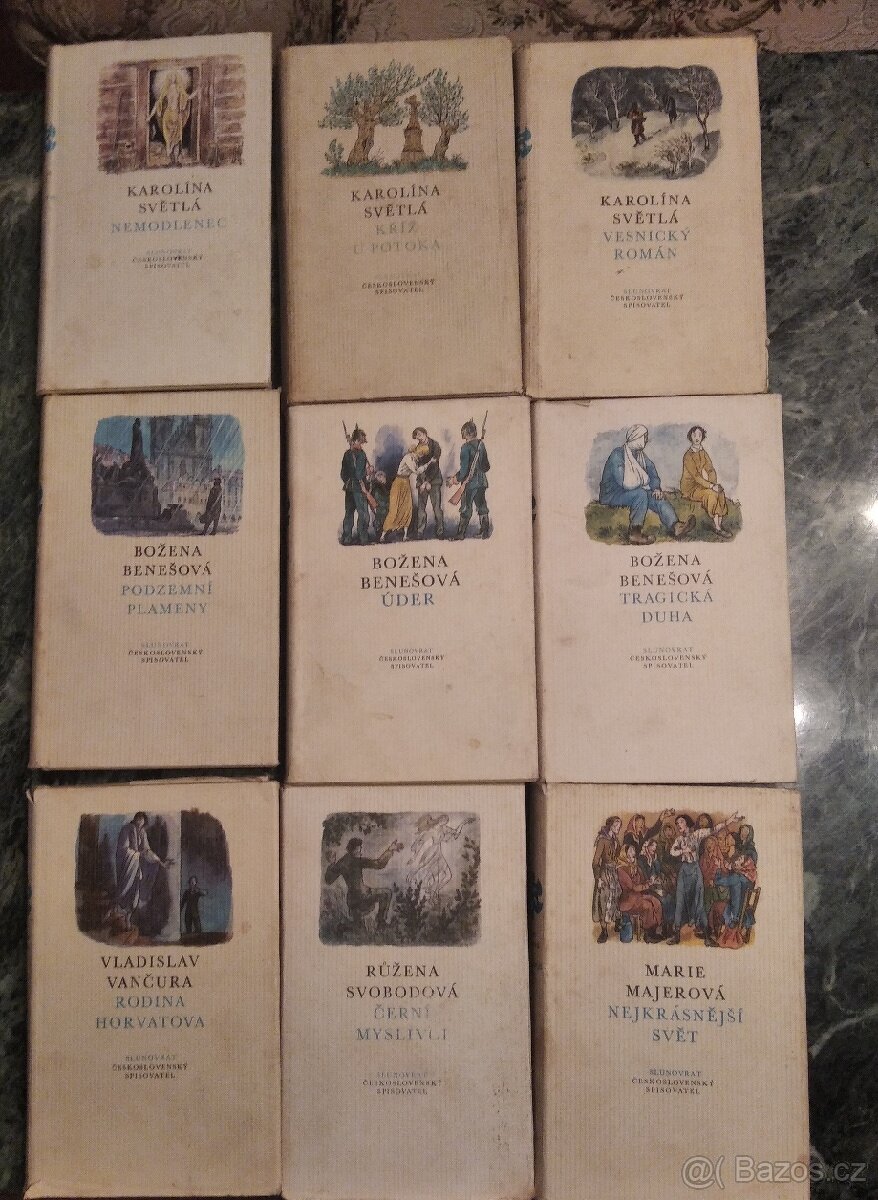 KAROLÍNA
SVĚTLÁ
NEMODLENEC
SLUNOVRAT
ČESKOSLOVENSKÝ
SPISOVATEL
KAROLÍNA
SVĚTLÁ
KŘÍŽ
U POTOKA
ČESKOSLOVENSKÝ
SPISOVATEL
KAROLÍNA
SVĚTLÁ
VESNICKÝ
ROMÁN
SLUNOVRAT
ČESKOSLOVENSKÝ
SPISOVATEL
BOŽENA
BENEŠOVÁ
PODZEMNÍ
PLAMENY
SLUNOVRAT
ČESKOSLOVENSKÝ
SPISOVATEL
BOŽENA
BENEŠOVÁ
ÚDER
SLUNOVRAT
ČESKOSLOVENSKÝ
SPISOVATEL
BOŽENA
BENEŠOVÁ
TRAGICKÁ
DUHA
SLUNOVRAT
ČESKOSLOVENSKÝ
SPISOVATEL
VLADISLAV
VANČURA
RODINA
HORVATOVA
SLUNOVRAT
ČESKOSLOVENSKÝ
SPISOVATEL
RŮŽENA
SVOBODOVÁ
ČERNÍ
MYSLIVCI
SLUNOVRAT
ČESKOSLOVENSKÝ
SPISOVATEL
MARIE
MAJEROVÁ
NEJKRÁSNĚJŠÍ
SVĚT
SLUNOVRAT
ČESKOSLOVENSKÝ
SPISOVATEL
Bazos.cz